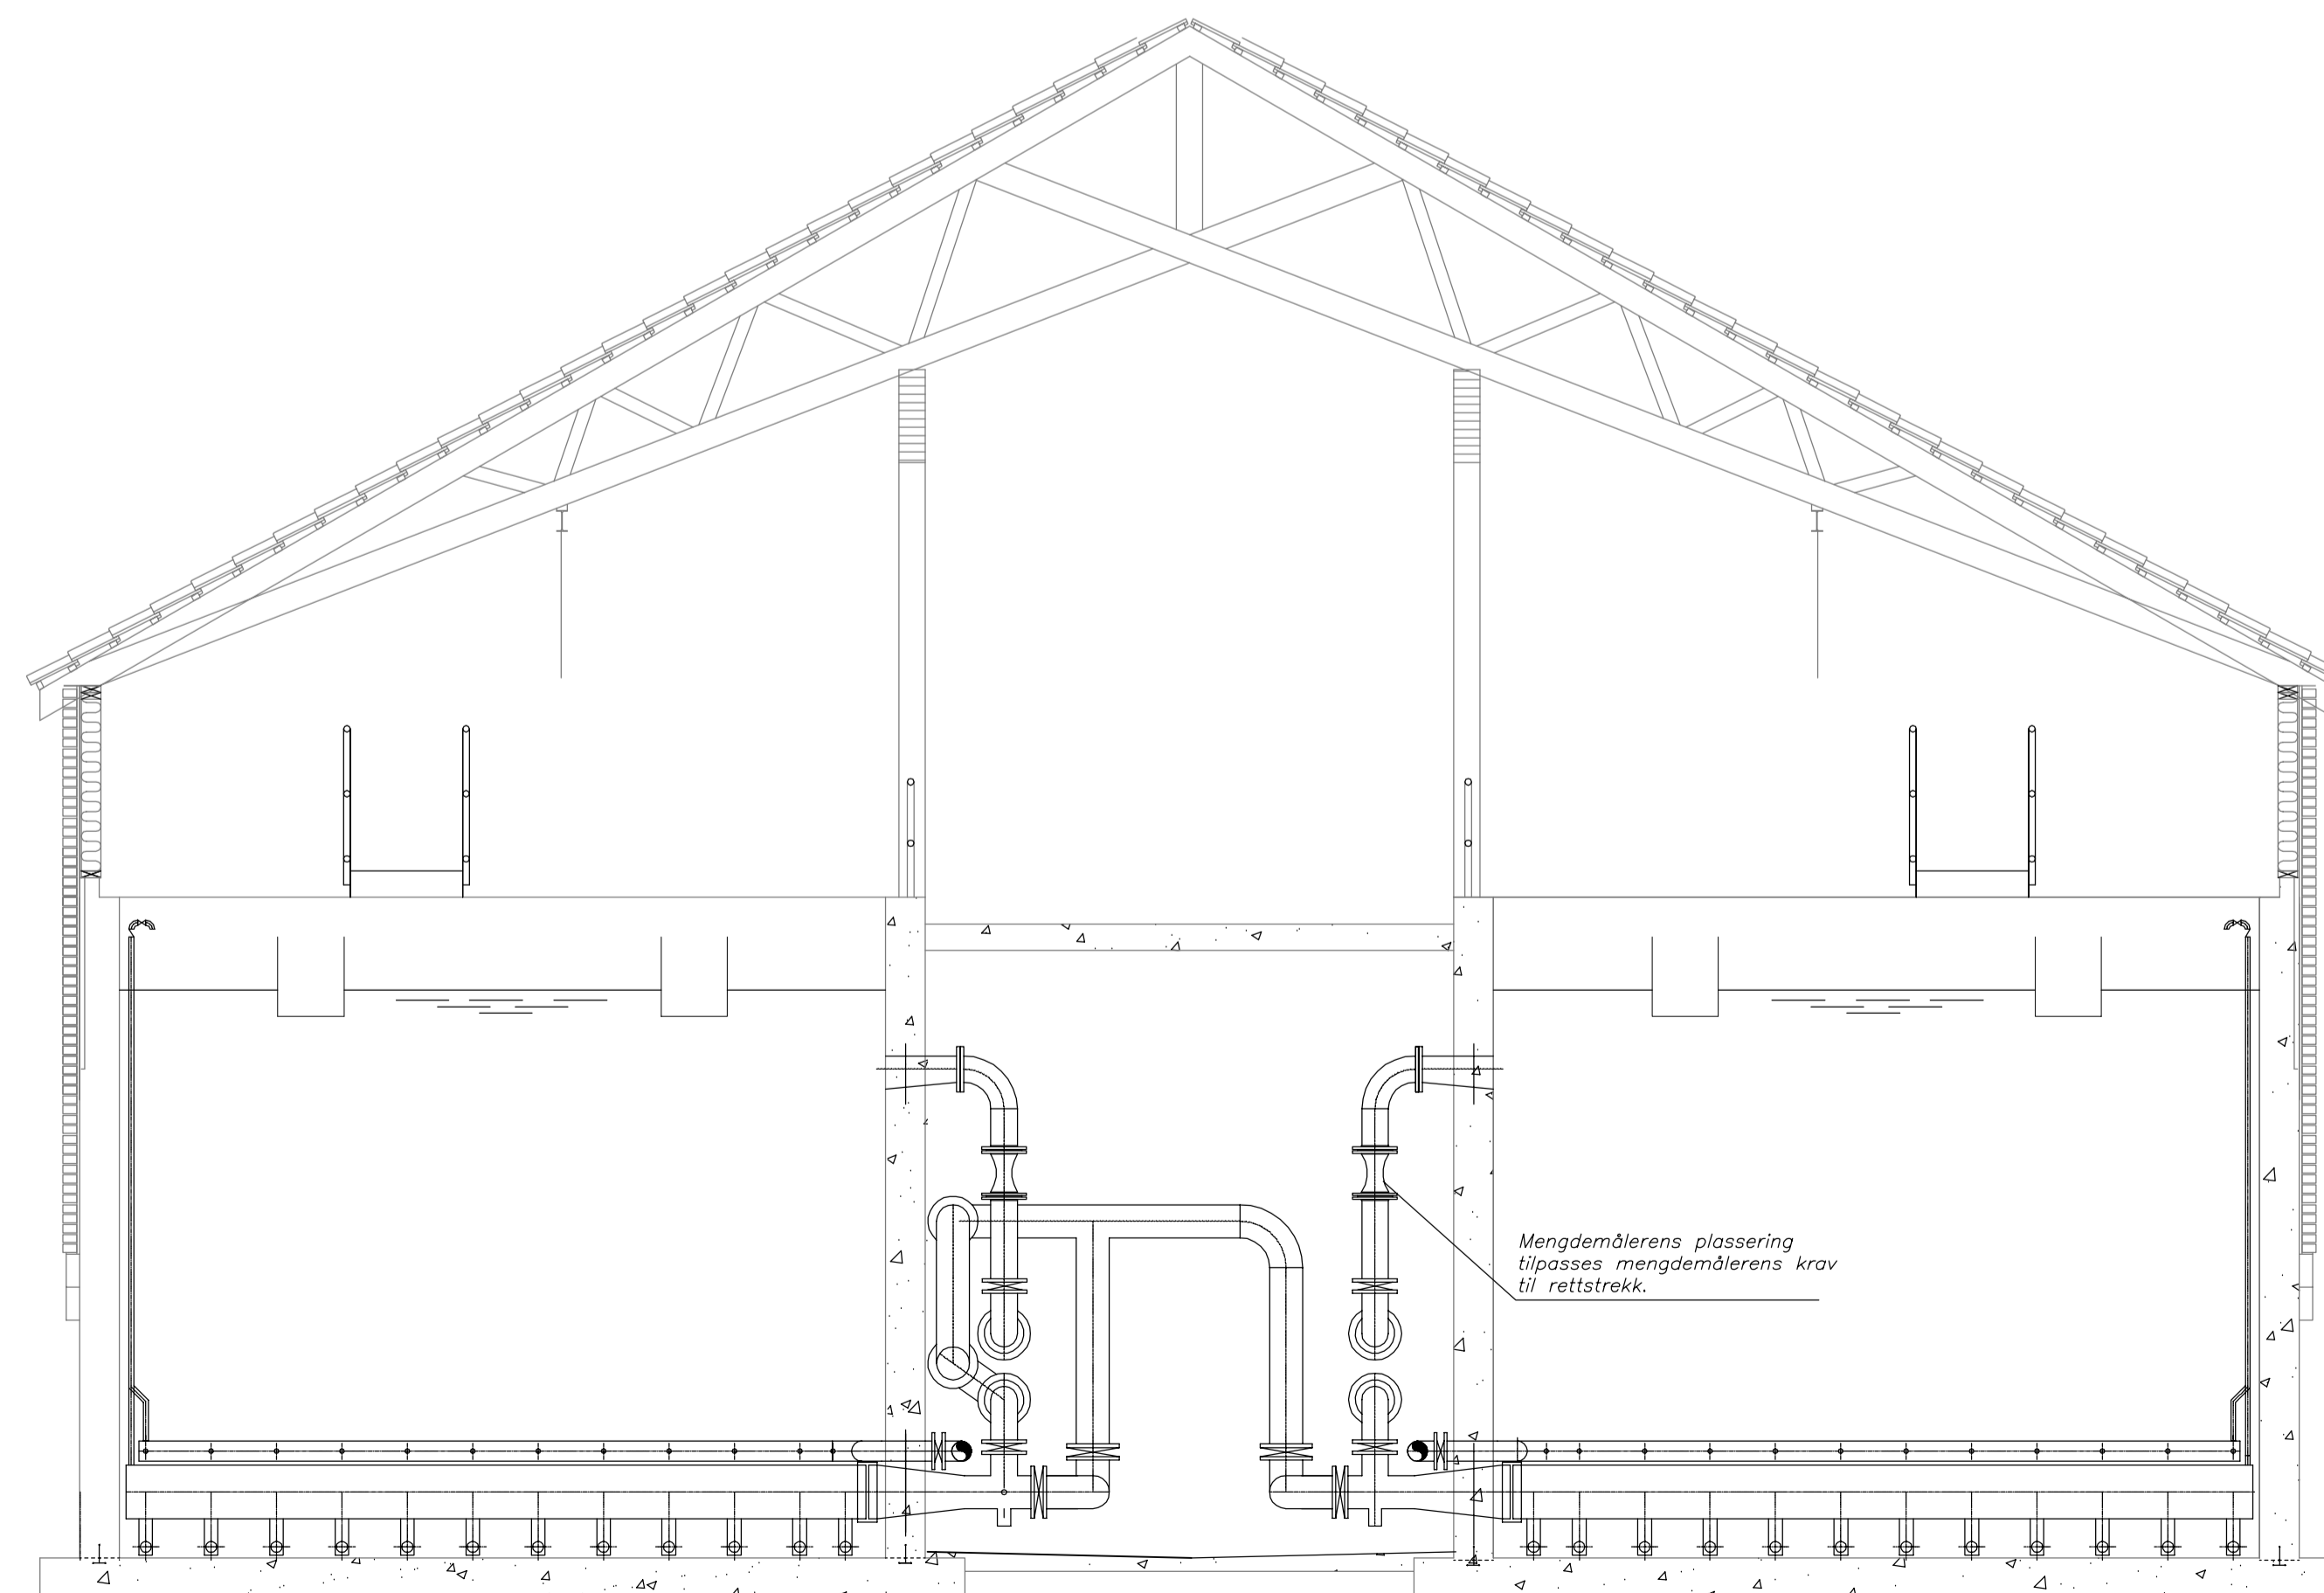 Mengdemålerens plassering
tilpasses mengdemålerens krav
til rettstrekk.